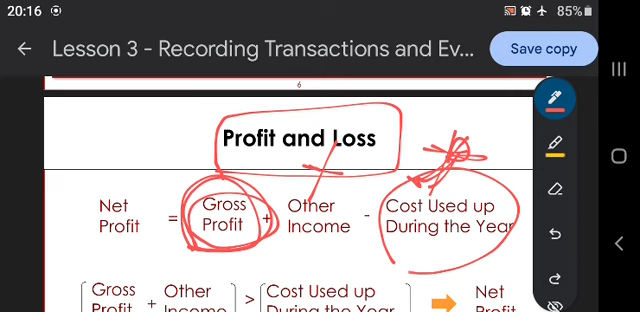 20:16 85%
Lesson 3 - Recording Transactions and Ev...
Save copy
6
Profit and Loss
Net Profit = Gross Profit + Other Income - Cost Used up During the Year
Gross Profit + Other Income > Cost Used up During the Year Net Profit